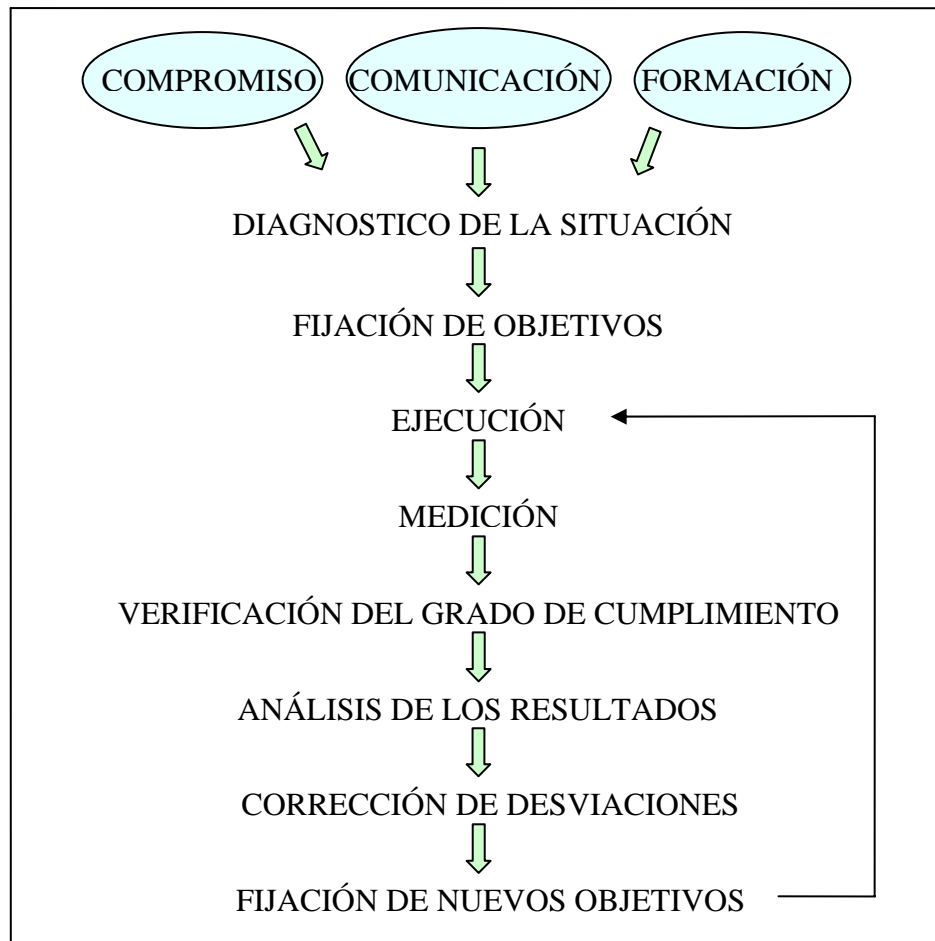 COMPROMISO
COMUNICACIÓN
FORMACIÓN
DIAGNOSTICO DE LA SITUACIÓN
FIJACIÓN DE OBJETIVOS
EJECUCIÓN
MEDICIÓN
VERIFICACIÓN DEL GRADO DE CUMPLIMIENTO
ANÁLISIS DE LOS RESULTADOS
CORRECCIÓN DE DESVIACIONES
FIJACIÓN DE NUEVOS OBJETIVOS